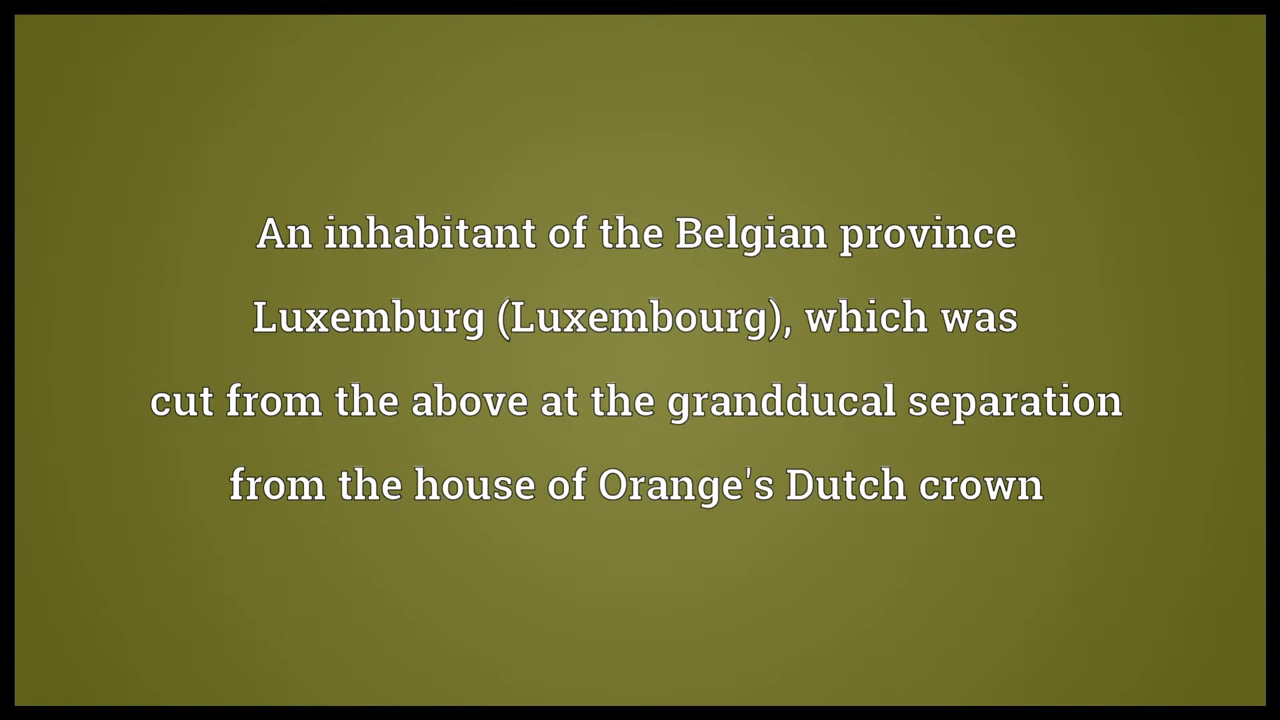 An inhabitant of the Belgian province
Luxemburg (Luxembourg), which was
cut from the above at the grandducal separation
from the house of Orange's Dutch crown